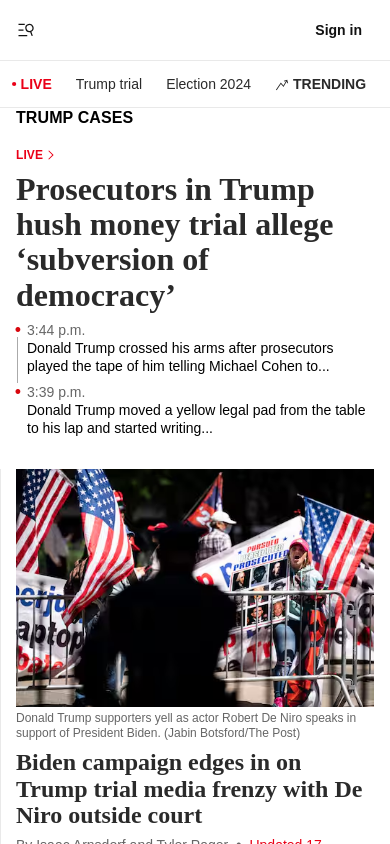 Sign in
• LIVE Trump trial Election 2024 TRENDING
TRUMP CASES
LIVE
Prosecutors in Trump
hush money trial allege
‘subversion of
democracy’
3:44 p.m.
Donald Trump crossed his arms after prosecutors
played the tape of him telling Michael Cohen to...
3:39 p.m.
Donald Trump moved a yellow legal pad from the table
to his lap and started writing...
PURSUED
PROSECUTION
Donald Trump supporters yell as actor Robert De Niro speaks in
support of President Biden. (Jabin Botsford/The Post)
Biden campaign edges in on
Trump trial media frenzy with De
Niro outside court
By Isaac Arnsdorf and Tyler Pager • Updated 17